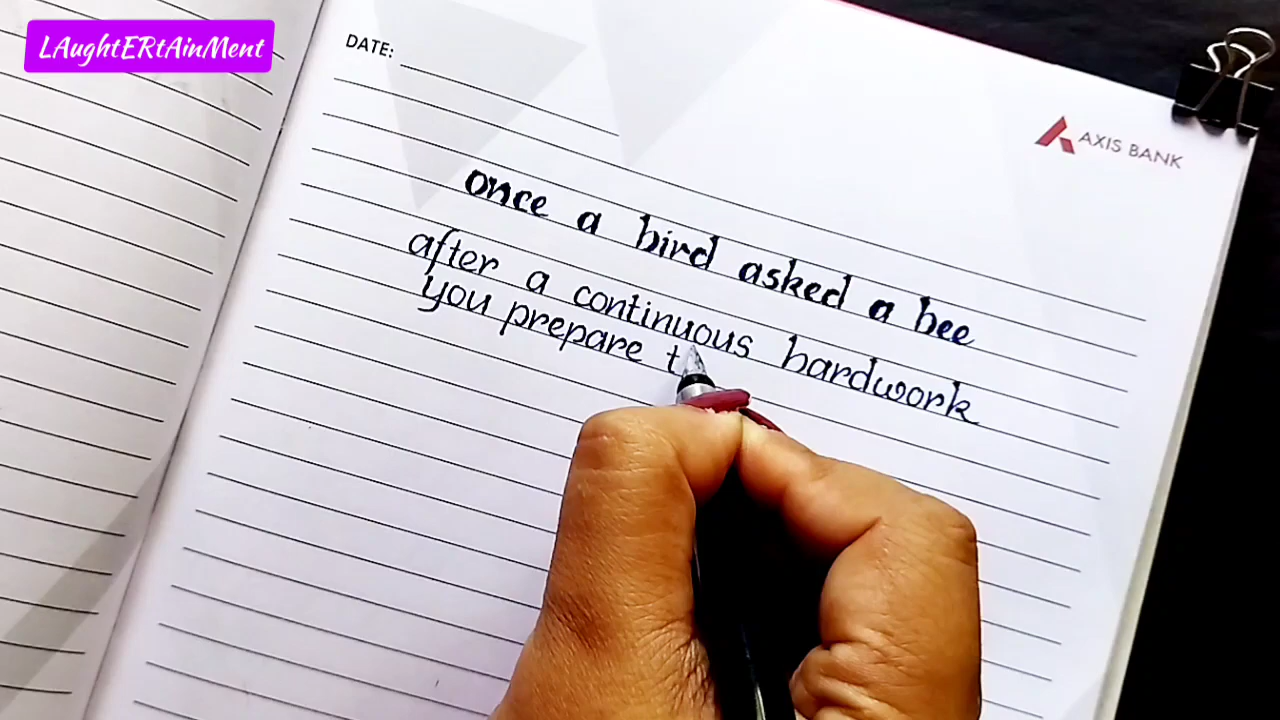 LAughtERtAinMent
DATE:
AXIS BANK
once a bird asked a bee
after a continuous hardwork
you prepare t